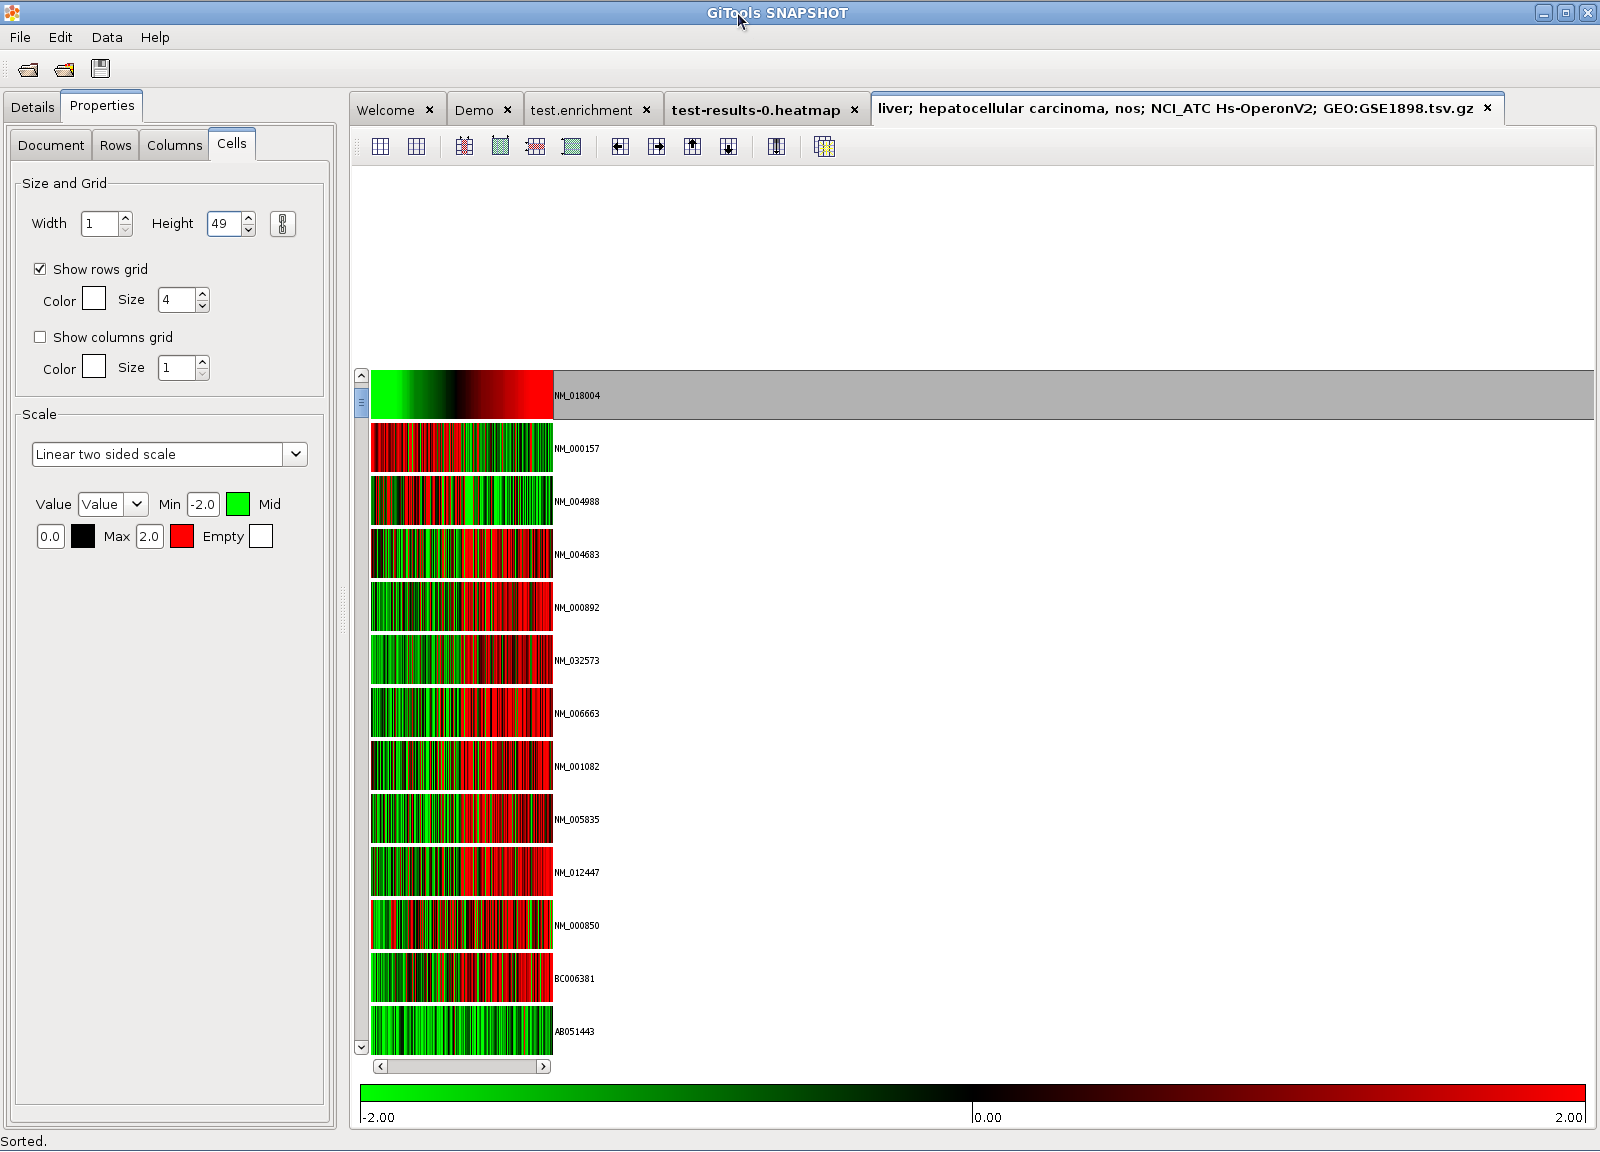 GiTools SNAPSHOT
File Edit Data Help
Details Properties
Welcome Demo test.enrichment test-results-0.heatmap liver; hepatocellular carcinoma, nos; NCI_ATC Hs-OperonV2; GEO:GSE1898.tsv.gz
Document Rows Columns Cells
Size and Grid
Width 1 Height 49
Show rows grid
Color Size 4
Show columns grid
Color Size 1
Scale
Linear two sided scale
Value Value Min -2.0 Mid
0.0 Max 2.0 Empty
NM_018004
NM_000157
NM_004988
NM_004683
NM_000892
NM_032573
NM_006663
NM_001082
NM_005835
NM_012447
NM_000850
BC006381
AB051443
-2.00 0.00 2.00
Sorted.